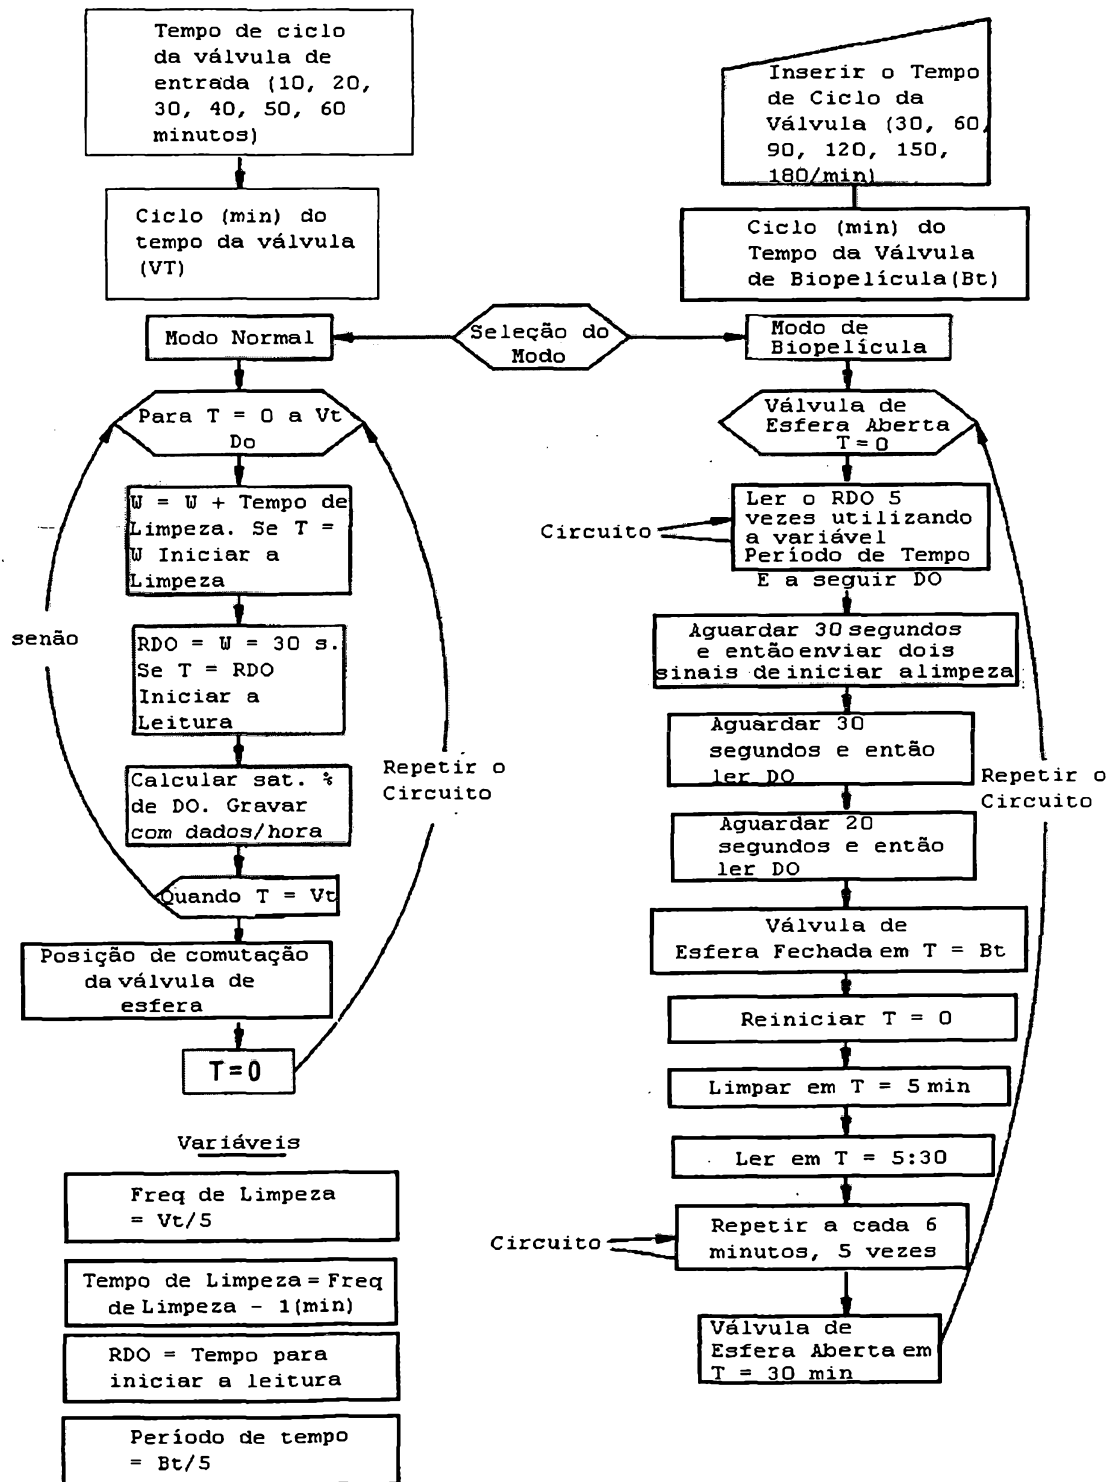 Tempo de ciclo
da válvula de
entrada (10, 20,
30, 40, 50, 60
minutos)
Ciclo (min) do
tempo da válvula
(VT)
Inserir o Tempo
de Ciclo da
Válvula (30, 60,
90, 120, 150,
180/min)
Ciclo (min) do
Tempo da Válvula
de Biopelícula(Bt)
Seleção do
Modo
Modo Normal
Para T = 0 a Vt
Do
W = W + Tempo de
Limpeza. Se T =
W Iniciar a
Limpeza
RDO = W = 30 s.
Se T = RDO
Iniciar a
Leitura
Calcular sat. %
de DO. Gravar
com dados/hora
Quando T = Vt
Posição de comutação
da válvula de
esfera
T=0
senão
Repetir o
Circuito
Modo de
Biopelícula
Válvula de
Esfera Aberta
T=0
Circuito
Ler o RDO 5
vezes utilizando
a variável
Período de Tempo
E a seguir DO
Aguardar 30 segundos
e então enviar dois
sinais de iniciar a limpeza
Aguardar 30
segundos e então
ler DO
Aguardar 20
segundos e então
ler DO
Válvula de
Esfera Fechada em T = Bt
Reiniciar T = 0
Limpar em T = 5 min
Ler em T = 5:30
Circuito
Repetir a cada 6
minutos, 5 vezes
Válvula de
Esfera Aberta em
T = 30 min
Repetir o
Circuito
Variáveis
Freq de Limpeza
= Vt/5
Tempo de Limpeza = Freq
de Limpeza - 1(min)
RDO = Tempo para
iniciar a leitura
Período de tempo
= Bt/5